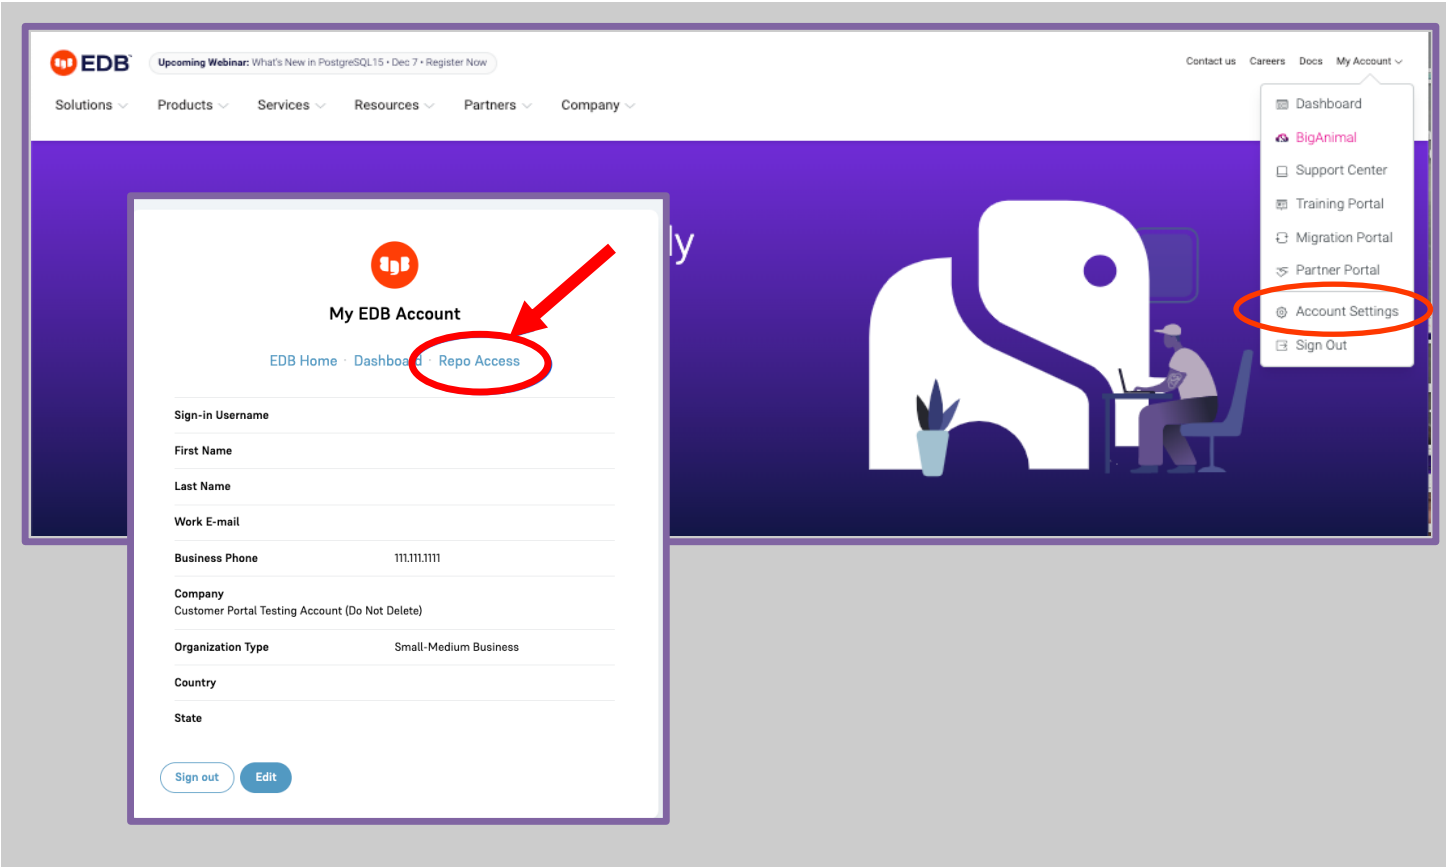 EDB™
Upcoming Webinar: What's New in PostgreSQL15 • Dec 7 • Register Now
Contact us Careers Docs My Account
Solutions Products Services Resources Partners Company
Dashboard
BigAnimal
Support Center
Training Portal
Migration Portal
Partner Portal
Account Settings
Sign Out
ly
My EDB Account
EDB Home · Dashboard · Repo Access
Sign-in Username
First Name
Last Name
Work E-mail
Business Phone 111.111.1111
Company
Customer Portal Testing Account (Do Not Delete)
Organization Type Small-Medium Business
Country
State
Sign out Edit